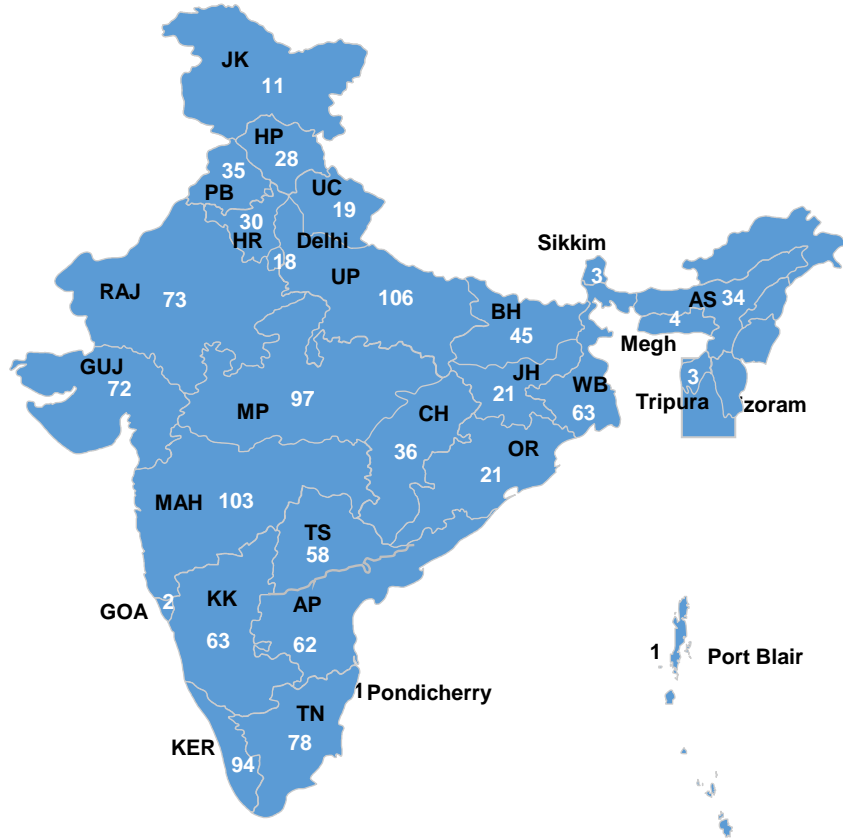 JK
11
HP
28
35
PB
UC
19
30
HR
Delhi
18
Sikkim
3
RAJ
73
UP
106
AS
34
BH
45
4
Megh
GUJ
72
JH
21
WB
63
3
Tripura
izoram
MP
97
CH
36
OR
21
MAH
103
TS
58
GOA
2
KK
63
AP
62
1
Port Blair
1 Pondicherry
TN
78
KER
94